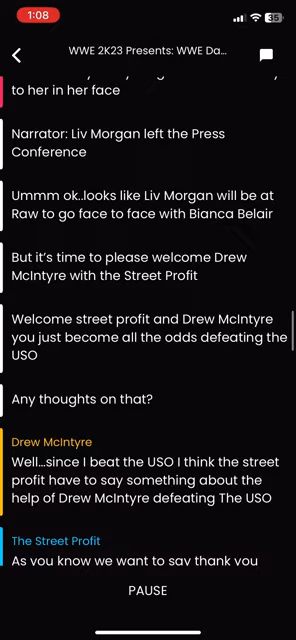 1:08
35
WWE 2K23 Presents: WWE Da...
to her in her face
Narrator: Liv Morgan left the Press
Conference
Ummm ok..looks like Liv Morgan will be at
Raw to go face to face with Bianca Belair
But it's time to please welcome Drew
McIntyre with the Street Profit
Welcome street profit and Drew McIntyre
you just become all the odds defeating the
USO
Any thoughts on that?
Drew McIntyre
Well...since I beat the USO I think the street
profit have to say something about the
help of Drew McIntyre defeating The USO
The Street Profit
As you know we want to say thank you
PAUSE